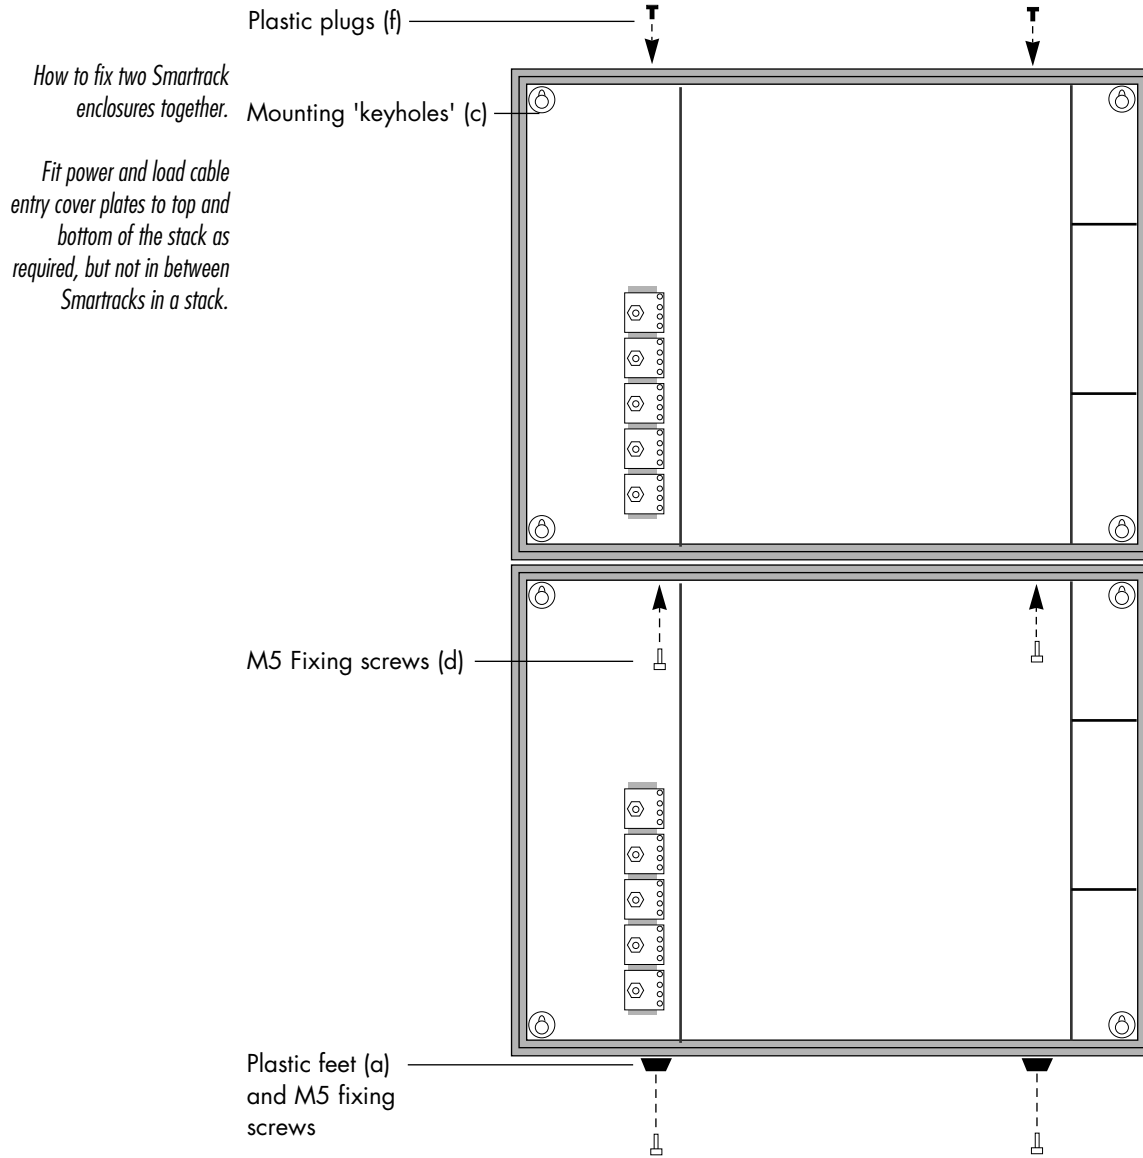 Plastic plugs (f)
How to fix two Smartrack
enclosures together.
Mounting 'keyholes' (c)
Fit power and load cable
entry cover plates to top and
bottom of the stack as
required, but not in between
Smartracks in a stack.
M5 Fixing screws (d)
Plastic feet (a)
and M5 fixing
screws